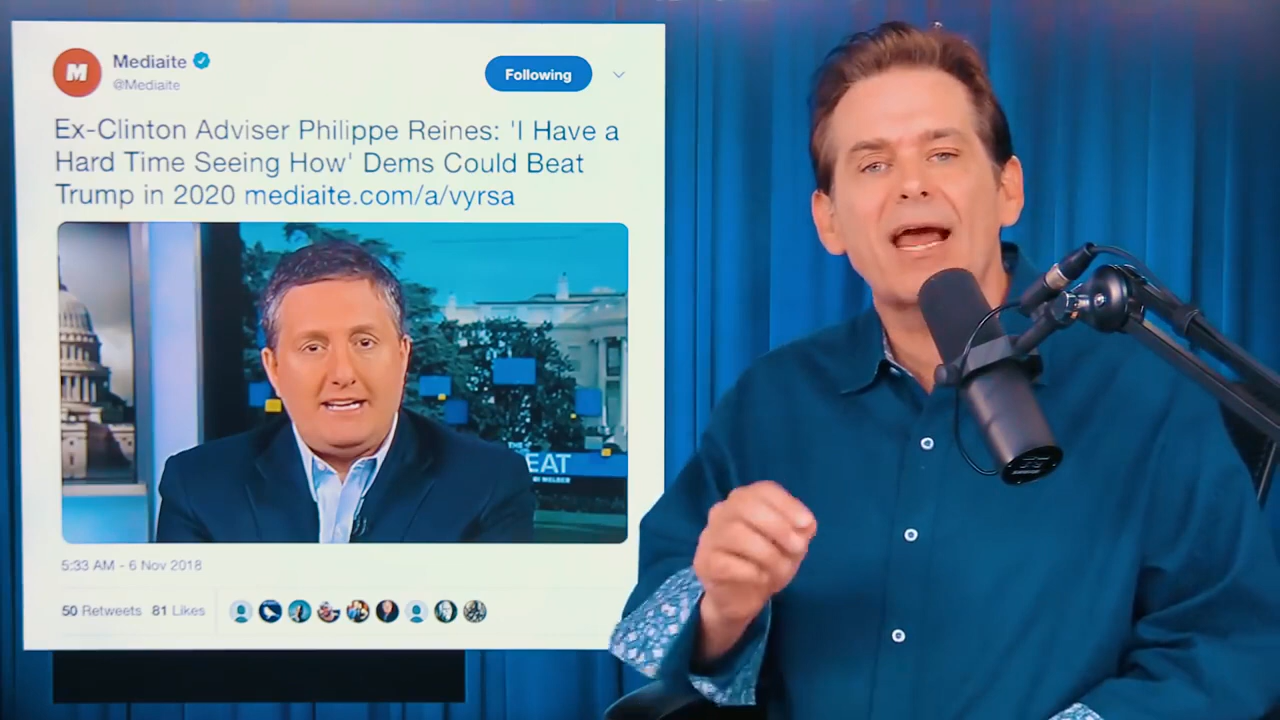 M
Mediaite
@Mediaite
Following
Ex-Clinton Adviser Philippe Reines: 'I Have a
Hard Time Seeing How' Dems Could Beat
Trump in 2020 mediaite.com/a/vyrsa
THE
EAT
5:33 AM - 6 Nov 2018
50 Retweets 81 Likes